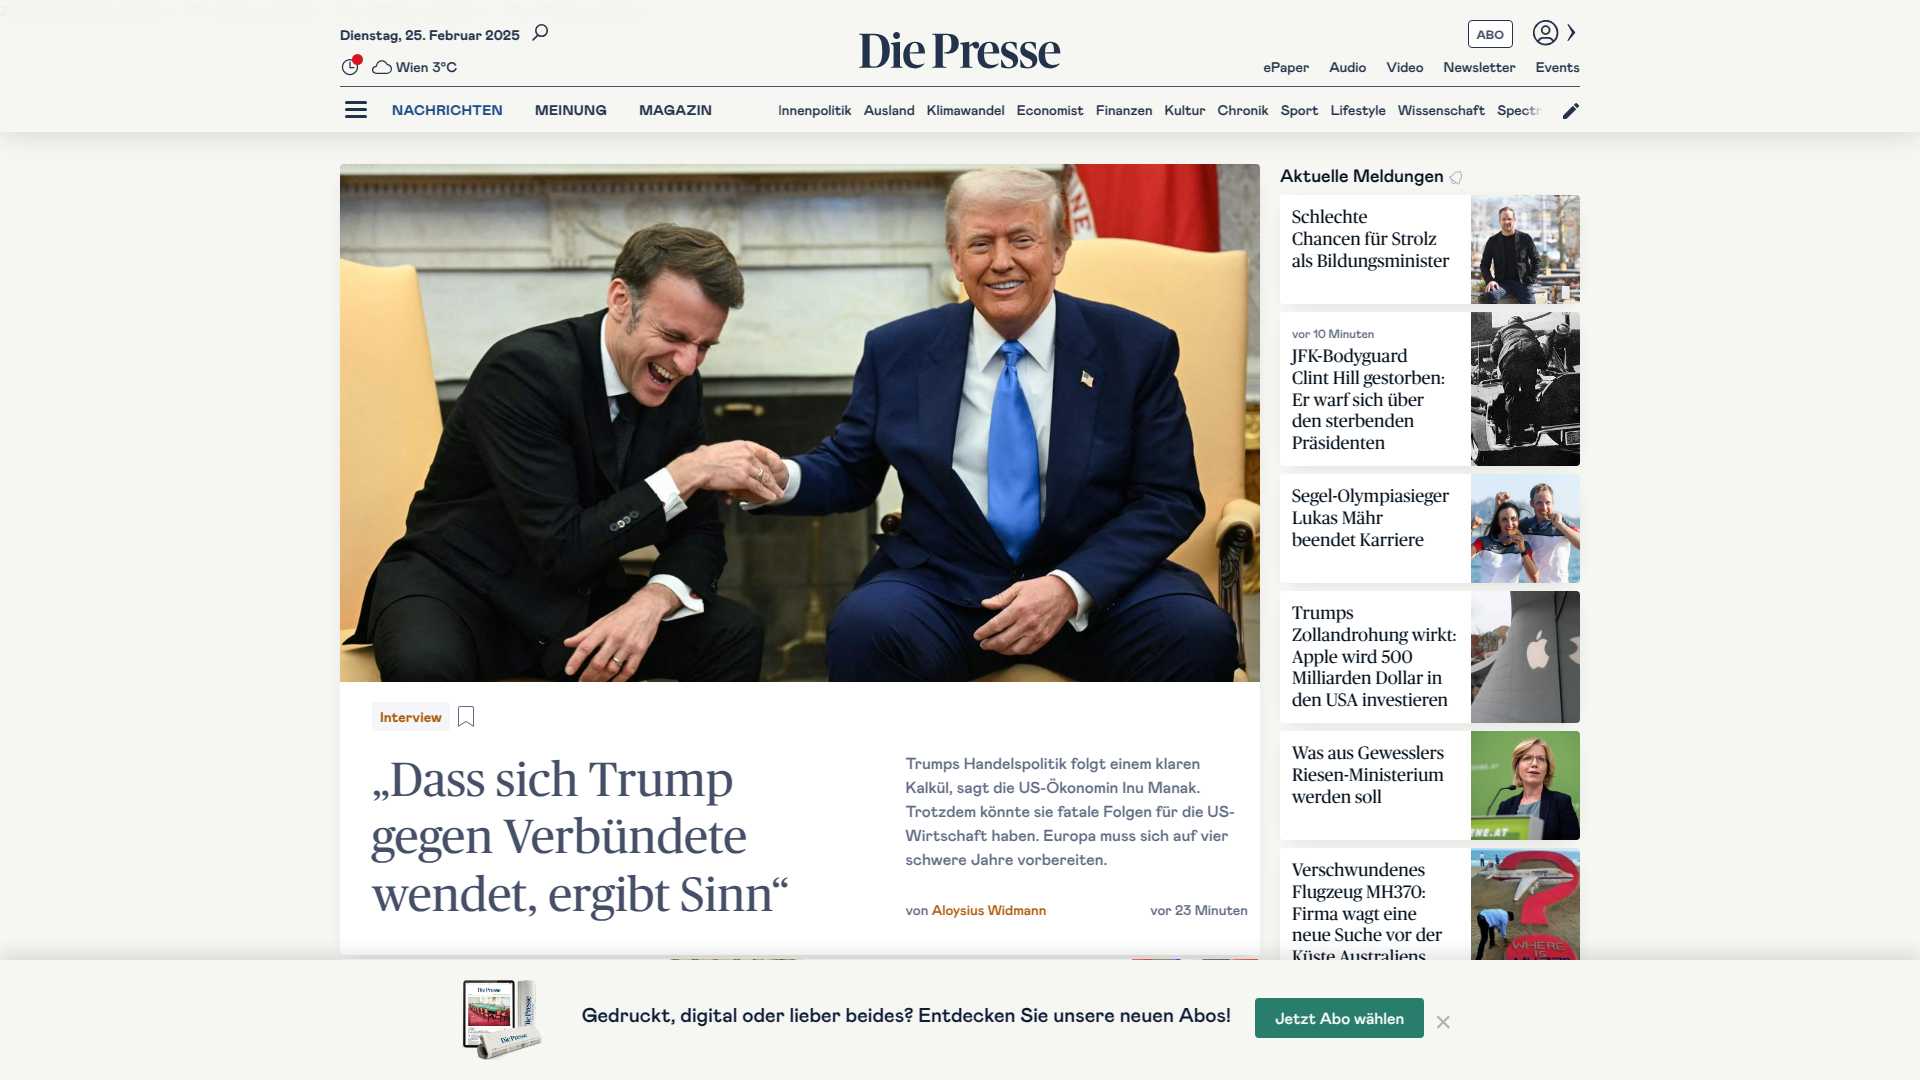 Dienstag, 25. Februar 2025
Wien 3°C
Die Presse
ABO
ePaper Audio Video Newsletter Events
NACHRICHTEN MEINUNG MAGAZIN
Innenpolitik Ausland Klimawandel Economist Finanzen Kultur Chronik Sport Lifestyle Wissenschaft Spectr
Interview
„Dass sich Trump
gegen Verbündete
wendet, ergibt Sinn“
Trumps Handelspolitik folgt einem klaren
Kalkül, sagt die US-Ökonomin Inu Manak.
Trotzdem könnte sie fatale Folgen für die US-
Wirtschaft haben. Europa muss sich auf vier
schwere Jahre vorbereiten.
von Aloysius Widmann
vor 23 Minuten
Aktuelle Meldungen
Schlechte
Chancen für Strolz
als Bildungsminister
vor 10 Minuten
JFK-Bodyguard
Clint Hill gestorben:
Er warf sich über
den sterbenden
Präsidenten
Segel-Olympiasieger
Lukas Mähr
beendet Karriere
Trumps
Zollandrohung wirkt:
Apple wird 500
Milliarden Dollar in
den USA investieren
Was aus Gewesslers
Riesen-Ministerium
werden soll
Verschwundenes
Flugzeug MH370:
Firma wagt eine
neue Suche vor der
Küste Australiens
WHERE
IS
Gedruckt, digital oder lieber beides? Entdecken Sie unsere neuen Abos!
Jetzt Abo wählen